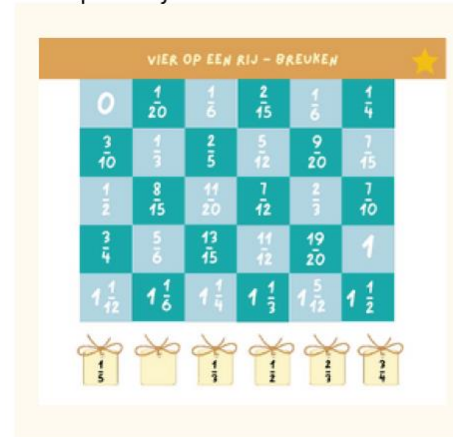 VIER OP EEN RIJ - BREUKEN
0 1/20 1/6 2/15 1/6 1/4
3/10 1/3 2/5 5/12 9/20 7/15
1/2 8/15 11/20 7/12 2/3 7/10
3/4 5/6 13/15 11/12 19/20 1
1 1/12 1 1/6 1 1/4 1 1/3 1 5/12 1 1/2
1/5 1/3 1/2 2/3 3/4